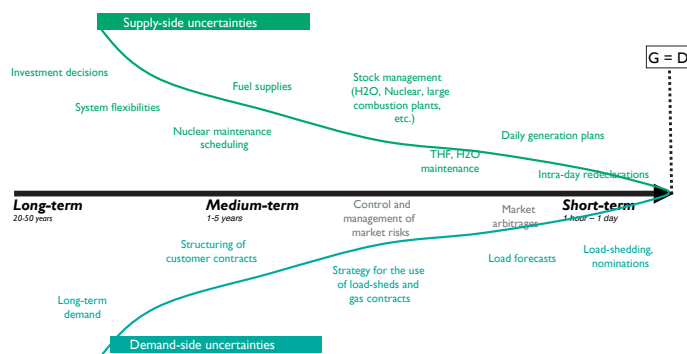 Supply-side uncertainties
G = D
Investment decisions
System flexibilities
Fuel supplies
Nuclear maintenance
scheduling
Stock management
(H2O, Nuclear, large
combustion plants,
etc.)
THF, H2O
maintenance
Daily generation plans
Intra-day redeclarations
Long-term
20-50 years
Medium-term
1-5 years
Control and
management of
market risks
Market
arbitrages
Short-term
1 hour – 1 day
Structuring of
customer contracts
Strategy for the use
of load-sheds and
gas contracts
Load forecasts
Load-shedding,
nominations
Long-term
demand
Demand-side uncertainties